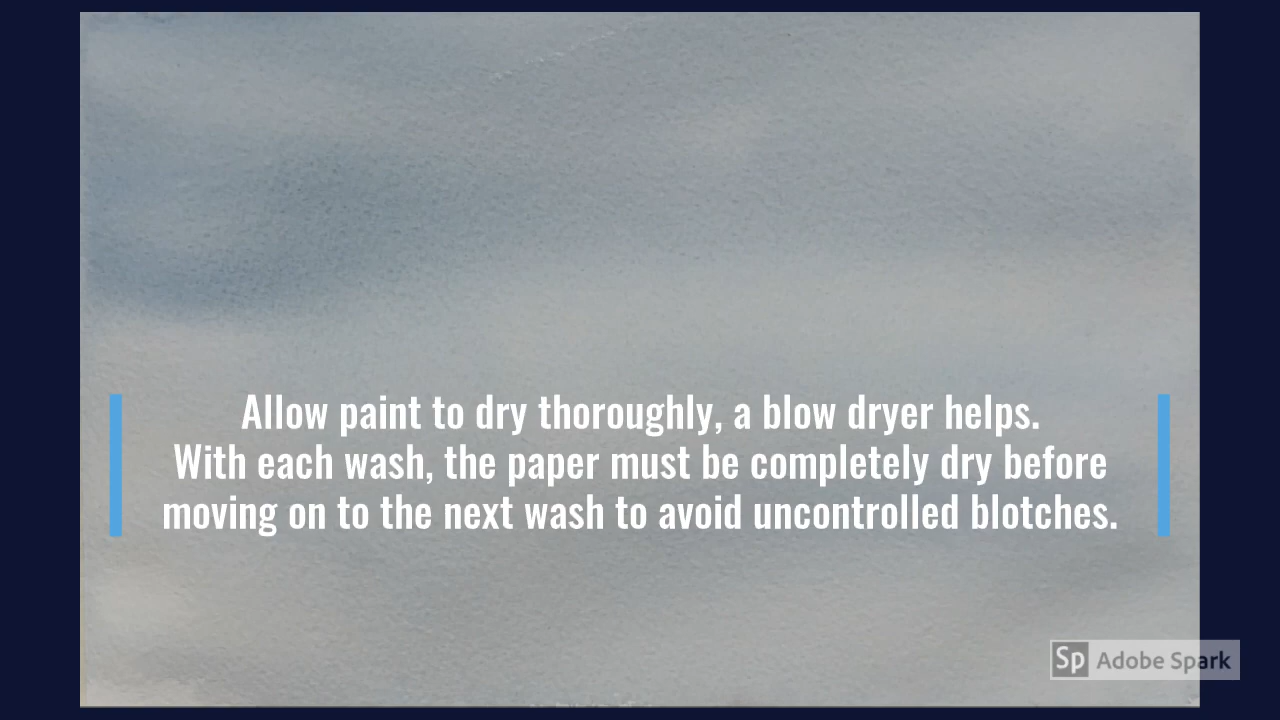 Allow paint to dry thoroughly, a blow dryer helps.
With each wash, the paper must be completely dry before
moving on to the next wash to avoid uncontrolled blotches.
Sp Adobe Spark